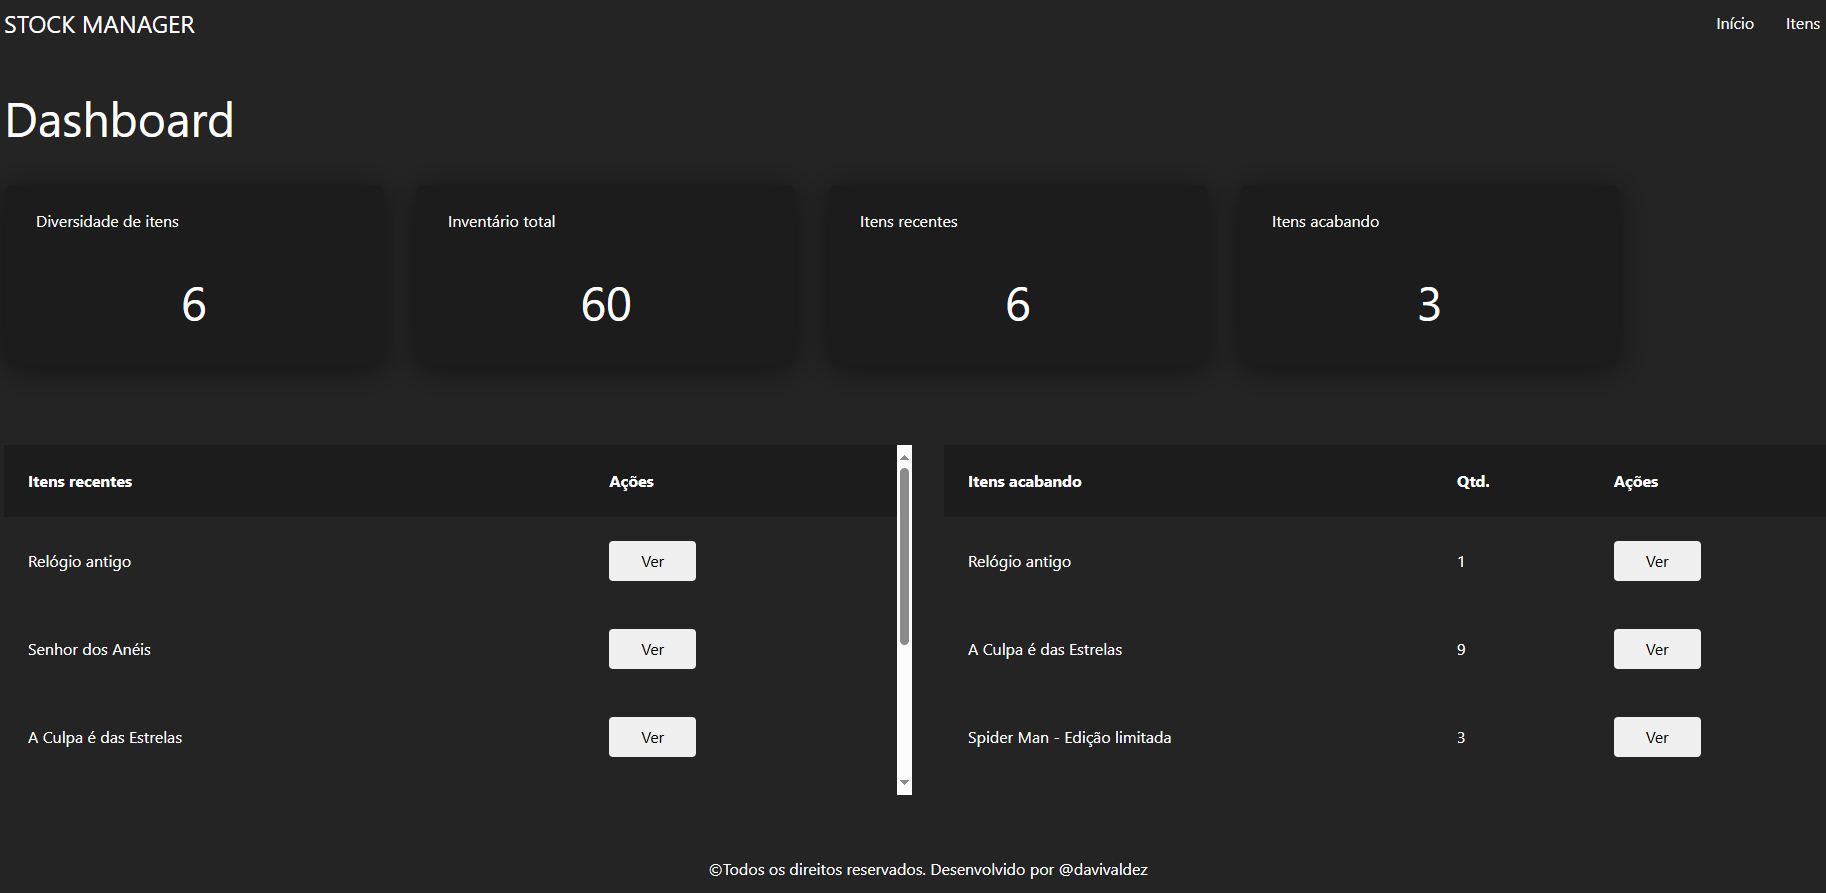 STOCK MANAGER Início Itens
Dashboard
Diversidade de itens Inventário total Itens recentes Itens acabando
6 60 6 3
Itens recentes Ações
Relógio antigo Ver
Senhor dos Anéis Ver
A Culpa é das Estrelas Ver
Itens acabando Qtd. Ações
Relógio antigo 1 Ver
A Culpa é das Estrelas 9 Ver
Spider Man - Edição limitada 3 Ver
©Todos os direitos reservados. Desenvolvido por @davivaldez